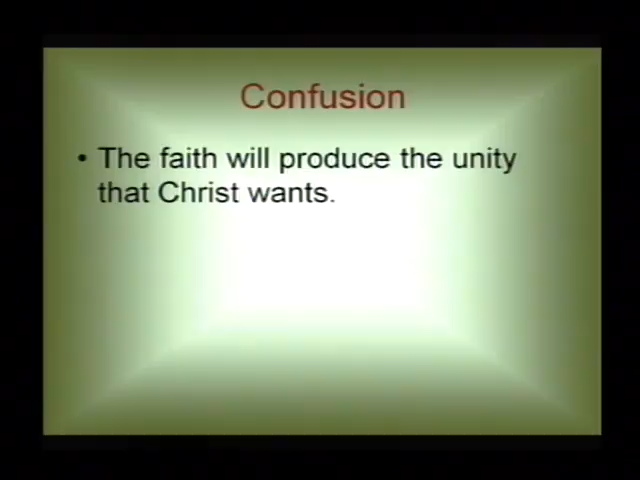 Confusion
• The faith will produce the unity
that Christ wants.